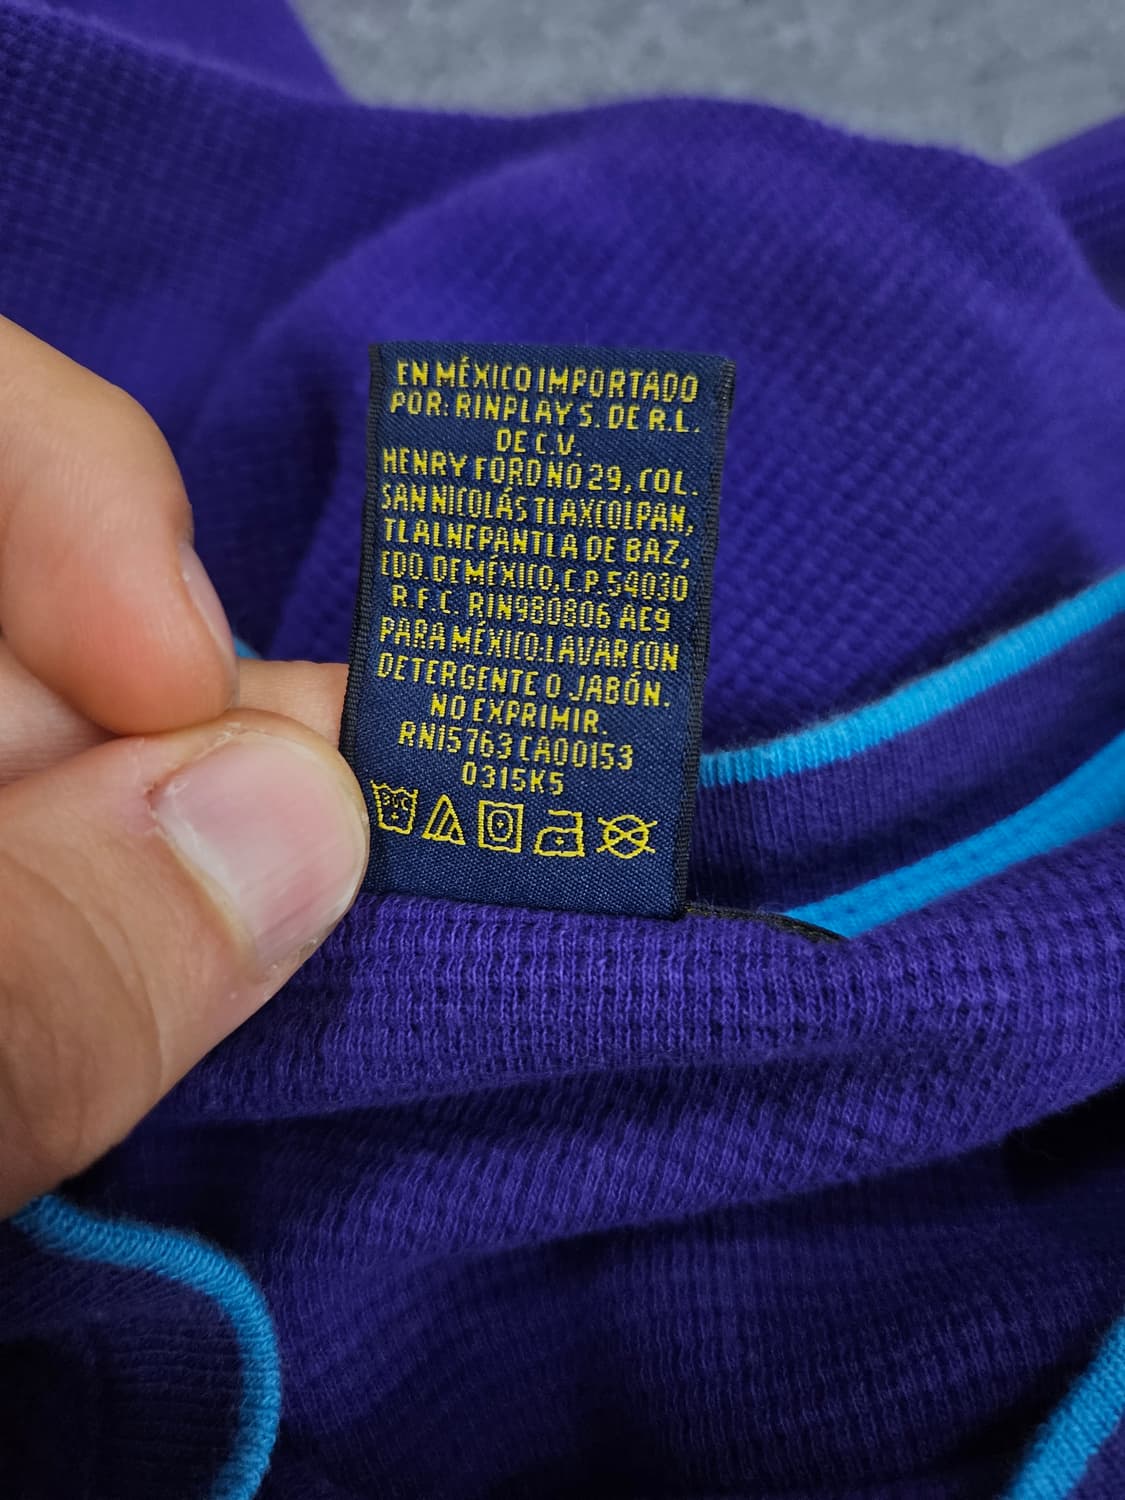 EN MÉXICO IMPORTADO
POR: RINPLAY S. DE R.L.
DE C.V.
HENRY FORD NO 29, COL.
SAN NICOLÁS TLAXCOLPAN,
TLALNEPANTLA DE BAZ,
EDO. DE MÉXICO, C.P. 54030
R.F.C. RIN980806 AE9
PARA MÉXICO:LAVAR CON
DETERGENTE O JABÓN.
NO EXPRIMIR.
RN15763 CA00153
0315K5